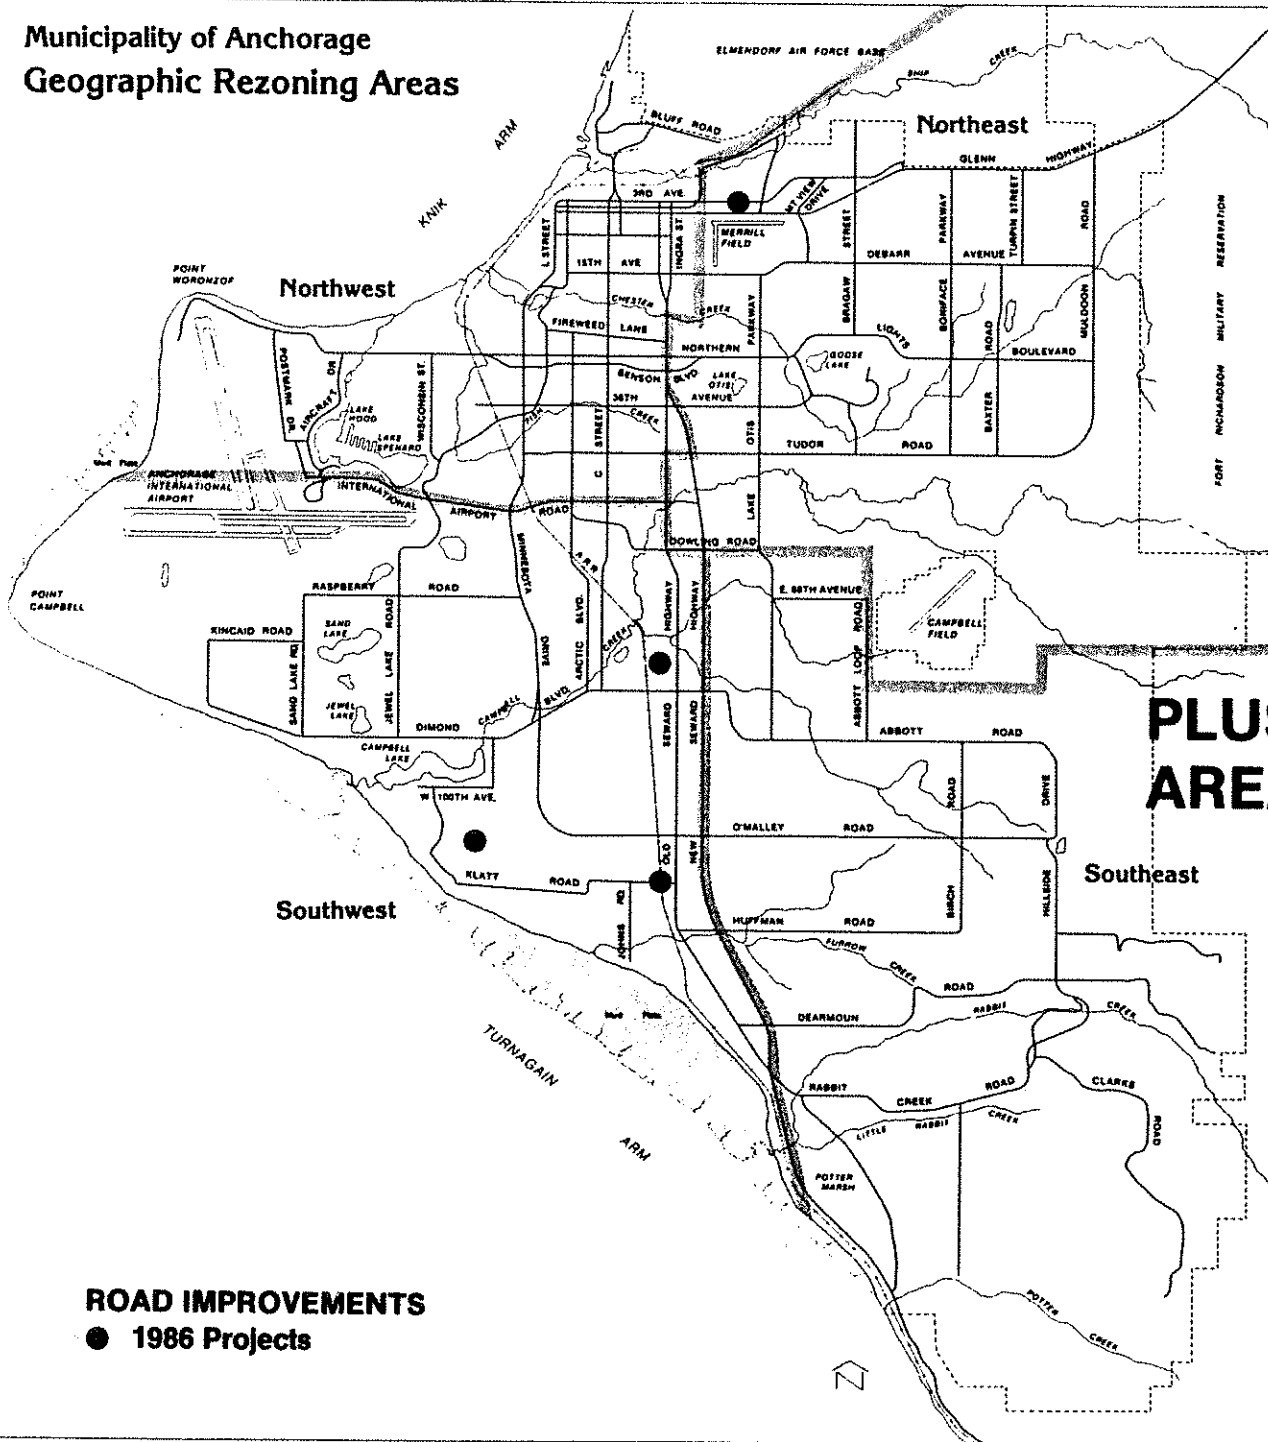 Municipality of Anchorage
Geographic Rezoning Areas
ELMENDORF AIR FORCE BASE
SHIP
CREEK
BLUFF ROAD
Northeast
ARM
KNIK
GLENN
HIGHWAY
3RD AVE
MT VIEW
DRIVE
L STREET
INGRA ST
MERRILL
FIELD
STREET
BRAGAW
PARKWAY
BONIFACE
TURPIN STREET
ROAD
MULDOON
FORT RICHARDSON MILITARY RESERVATION
DEBARR
AVENUE
15TH AVE
POINT
WORONZOF
Northwest
CHESTER
CREEK
FIREWEED LANE
PARKWAY
NORTHERN
LIGHTS
BOULEVARD
ROAD
BAXTER
GOOSE
LAKE
BENSON BLVD
LAKE
OTIS
36TH
AVENUE
POSTMARK DR.
AIRCRAFT
DR
WISCONSIN ST.
LAKE
HOOD
LAKE
SPENARD
FISH
CREEK
STREET
C
OTIS
LAKE
TUDOR
ROAD
Mud Flats
ANCHORAGE
INTERNATIONAL
AIRPORT
INTERNATIONAL
AIRPORT
ROAD
DOWLING ROAD
MINNESOTA
DRIVE
ARR
POINT
CAMPBELL
RASPBERRY
ROAD
HIGHWAY
HIGHWAY
E. 68TH AVENUE
CAMPBELL
FIELD
KINCAID ROAD
SAND
LAKE
SAND LAKE RD.
JEWEL LAKE ROAD
JEWEL
LAKE
ARCTIC BLVD.
CREEK
CAMPBELL
ABBOTT LOOP ROAD
DIMOND
BLVD.
SEWARD
SEWARD
ABBOTT
ROAD
PLUS
AREA
CAMPBELL
LAKE
W. 100TH AVE.
O'MALLEY
ROAD
ROAD
BIRCH
DRIVE
HILLSIDE
OLD
NEW
KLATT
ROAD
JOHNS RD
Southeast
Southwest
HUFFMAN
ROAD
FURROW
CREEK
ROAD
DEARMOUN
RABBIT
CREEK
Mud Flats
TURNAGAIN
ARM
RABBIT
CREEK
ROAD
CLARKS
ROAD
LITTLE RABBIT CREEK
POTTER
MARSH
POTTER
CREEK
ROAD IMPROVEMENTS
1986 Projects
N